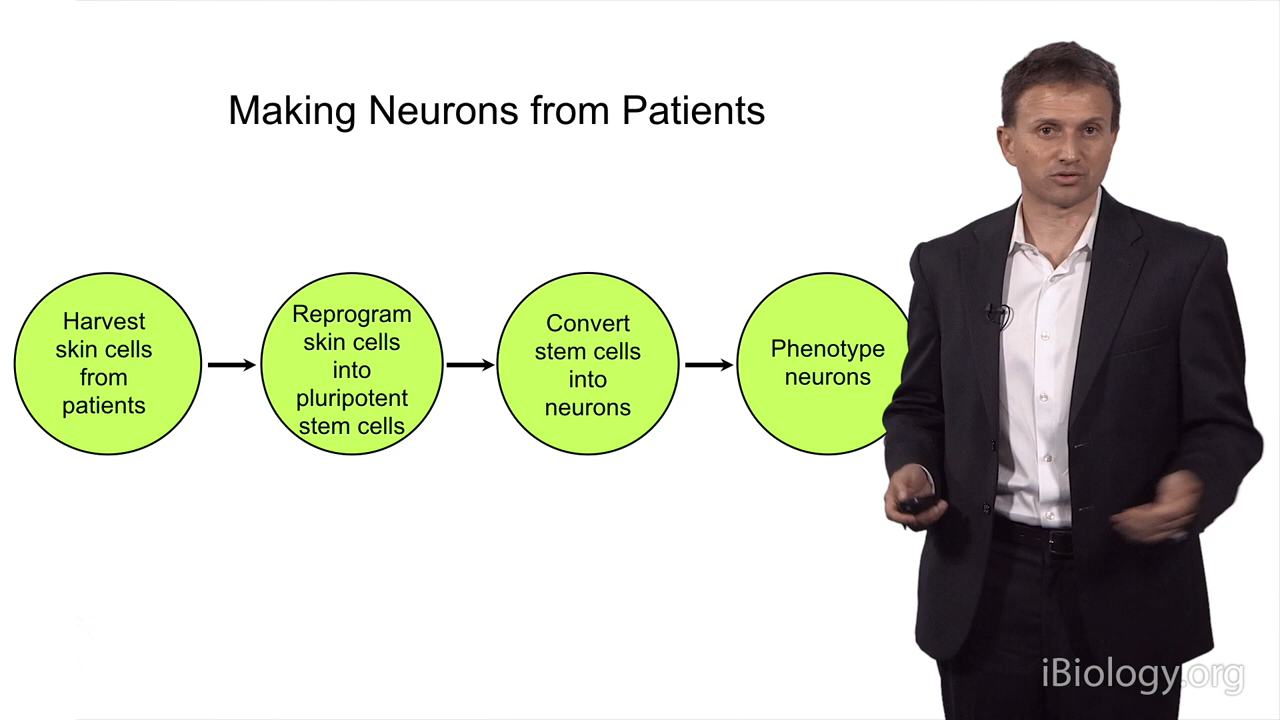 Making Neurons from Patients
Harvest
skin cells
from
patients
Reprogram
skin cells
into
pluripotent
stem cells
Convert
stem cells
into
neurons
Phenotype
neurons
iBiology.org